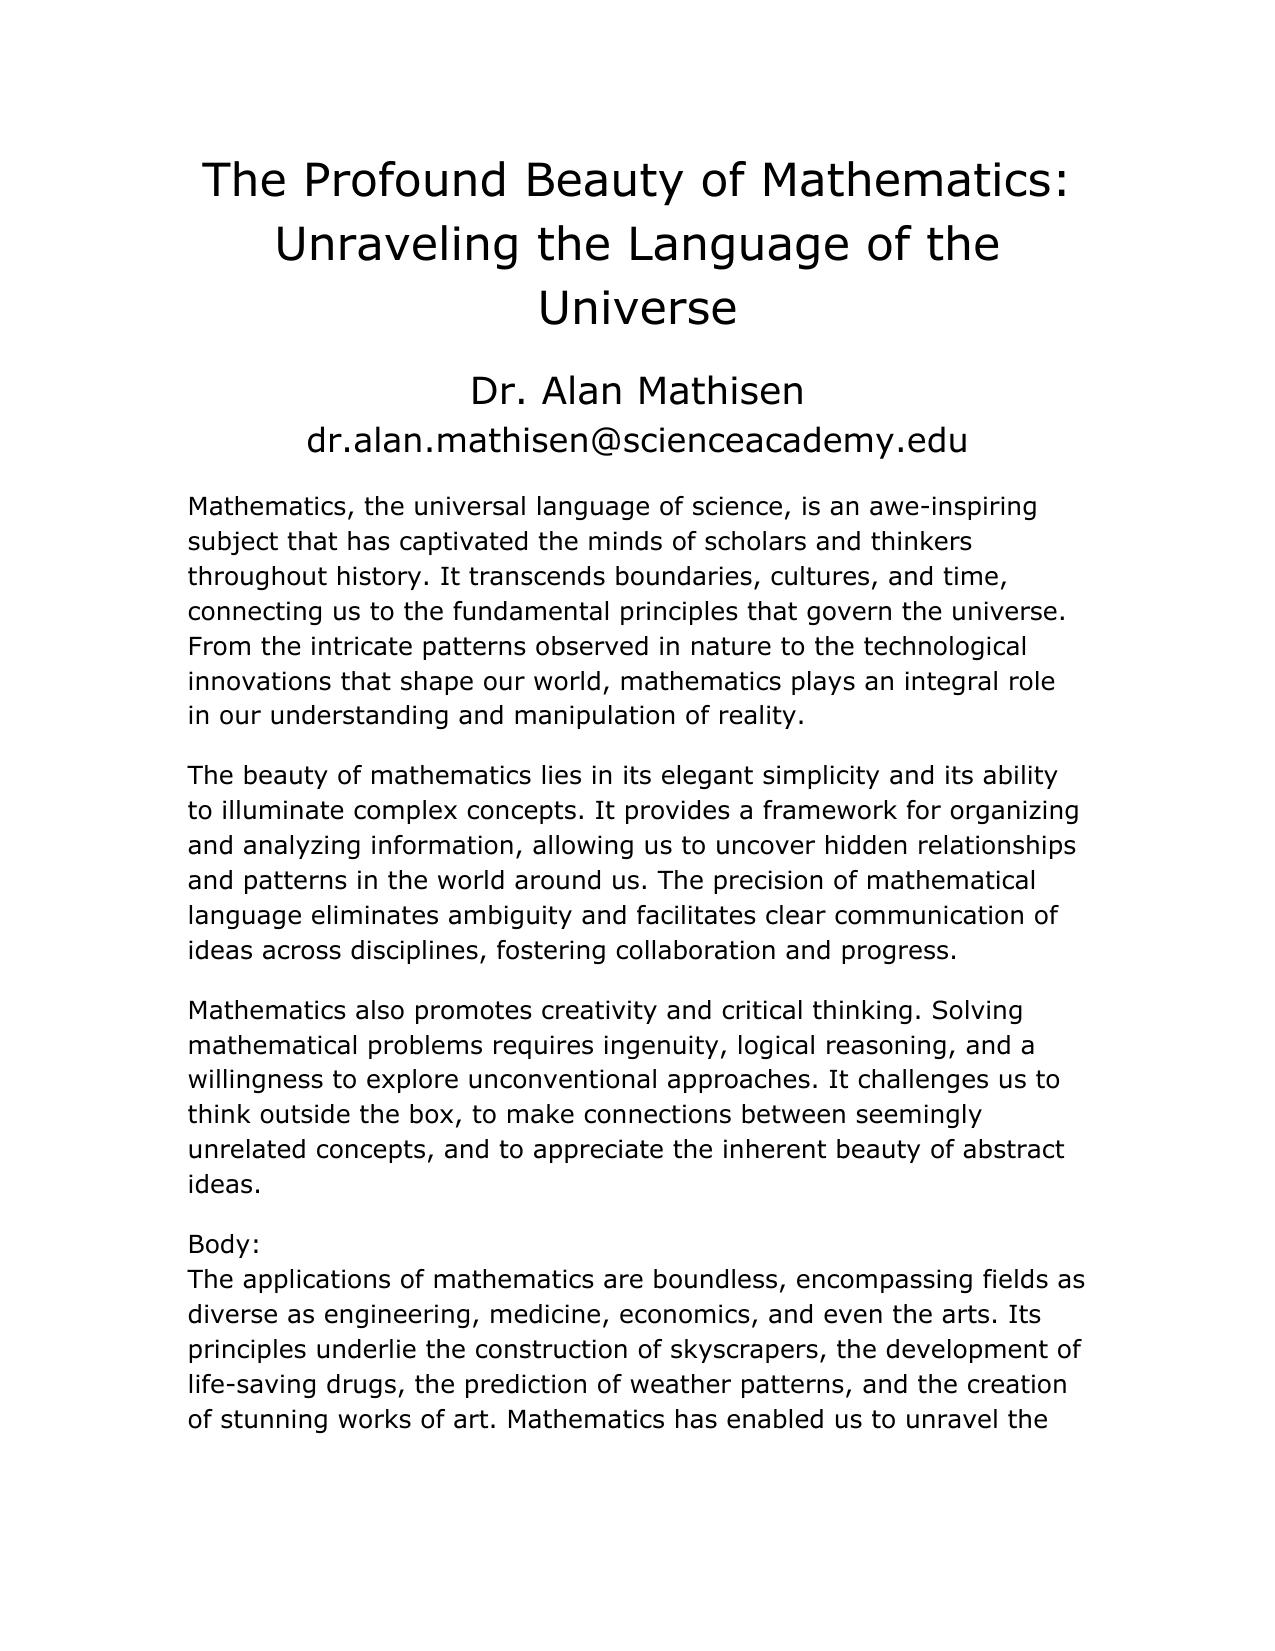 The Profound Beauty of Mathematics:
Unraveling the Language of the
Universe
Dr. Alan Mathisen
dr.alan.mathisen@scienceacademy.edu
Mathematics, the universal language of science, is an awe-inspiring
subject that has captivated the minds of scholars and thinkers
throughout history. It transcends boundaries, cultures, and time,
connecting us to the fundamental principles that govern the universe.
From the intricate patterns observed in nature to the technological
innovations that shape our world, mathematics plays an integral role
in our understanding and manipulation of reality.
The beauty of mathematics lies in its elegant simplicity and its ability
to illuminate complex concepts. It provides a framework for organizing
and analyzing information, allowing us to uncover hidden relationships
and patterns in the world around us. The precision of mathematical
language eliminates ambiguity and facilitates clear communication of
ideas across disciplines, fostering collaboration and progress.
Mathematics also promotes creativity and critical thinking. Solving
mathematical problems requires ingenuity, logical reasoning, and a
willingness to explore unconventional approaches. It challenges us to
think outside the box, to make connections between seemingly
unrelated concepts, and to appreciate the inherent beauty of abstract
ideas.
Body:
The applications of mathematics are boundless, encompassing fields as
diverse as engineering, medicine, economics, and even the arts. Its
principles underlie the construction of skyscrapers, the development of
life-saving drugs, the prediction of weather patterns, and the creation
of stunning works of art. Mathematics has enabled us to unravel the